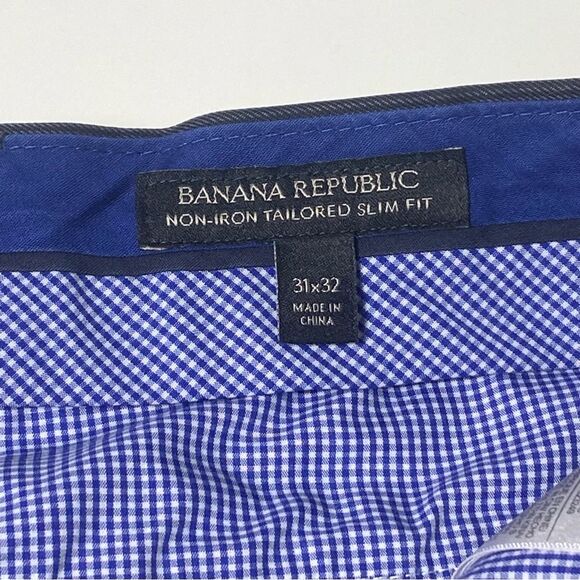 BANANA REPUBLIC
NON-IRON TAILORED SLIM FIT
31x32
MADE IN
CHINA